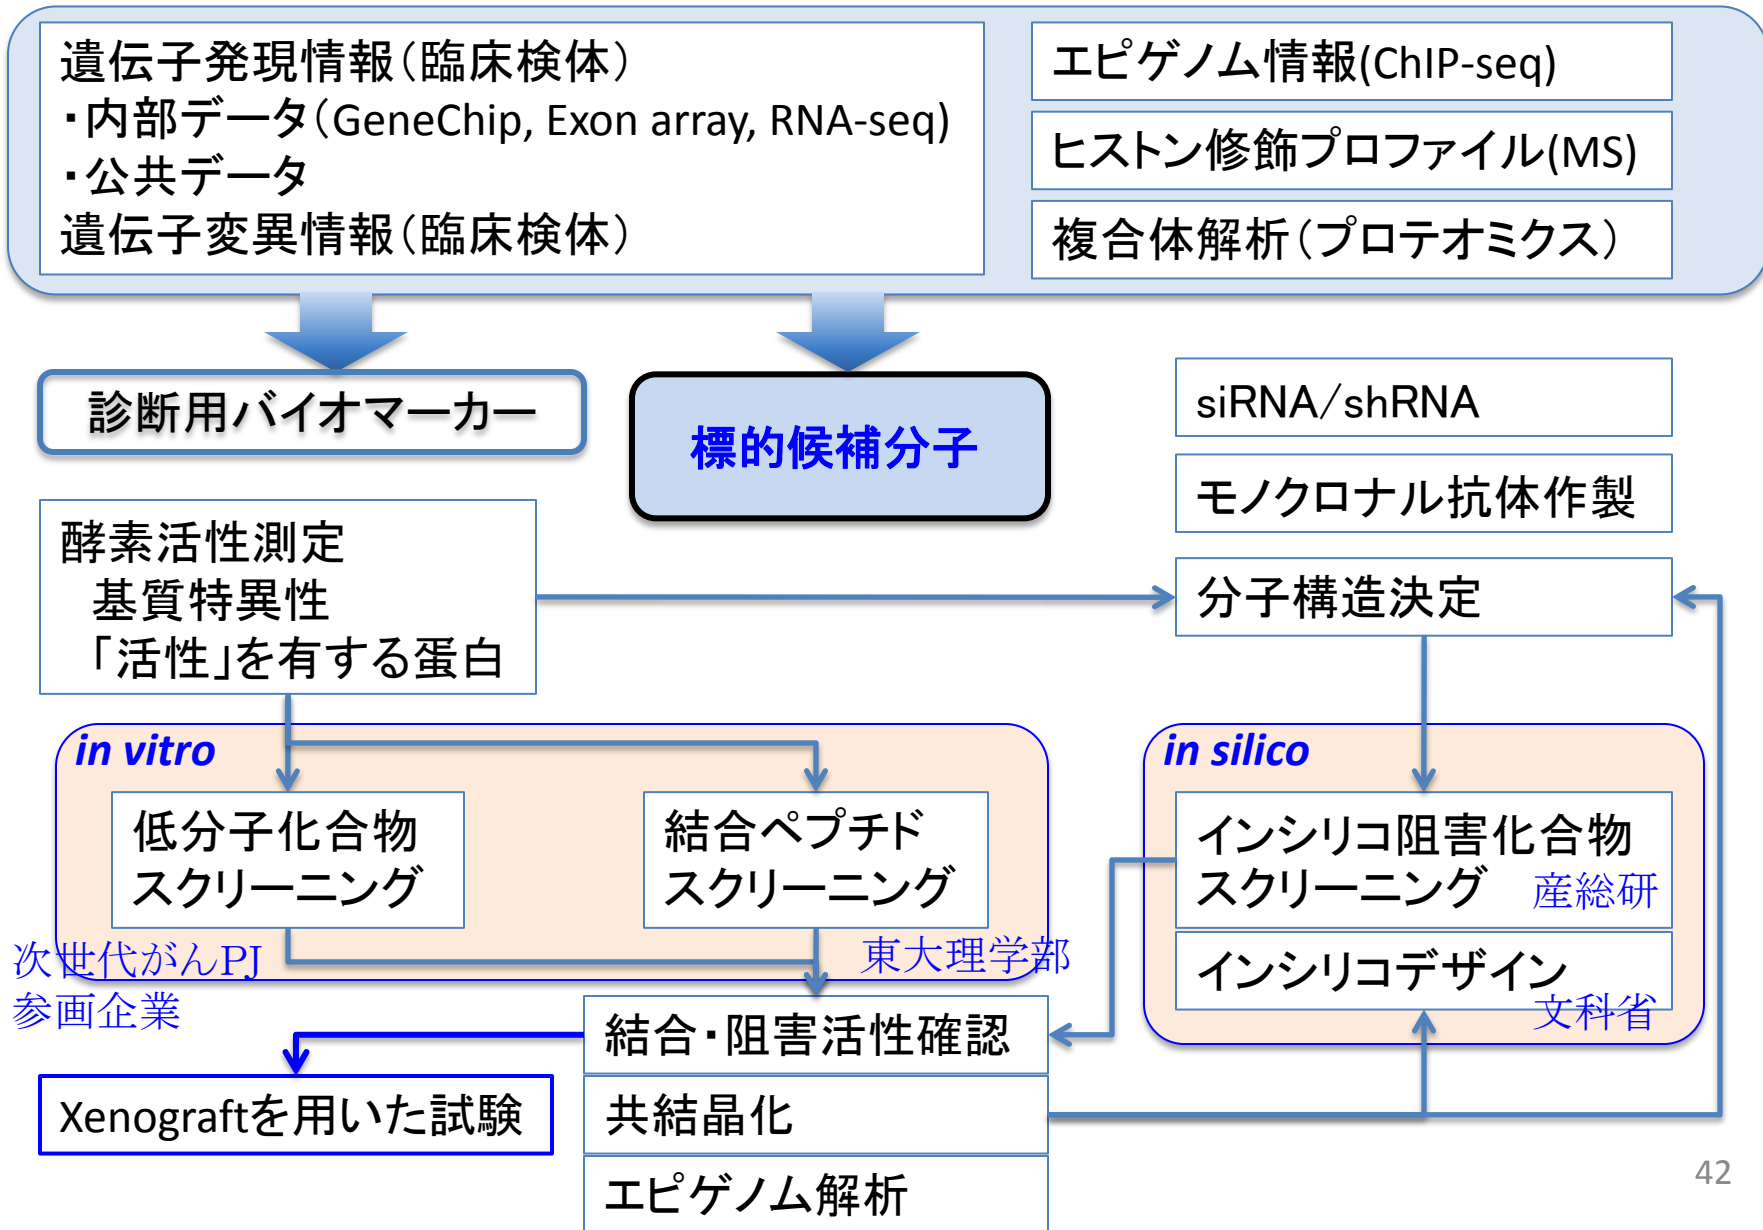 遺伝子発現情報（臨床検体）
・内部データ（GeneChip, Exon array, RNA-seq)
・公共データ
遺伝子変異情報（臨床検体）
エピゲノム情報(ChIP-seq)
ヒストン修飾プロファイル(MS)
複合体解析（プロテオミクス）
診断用バイオマーカー
標的候補分子
siRNA/shRNA
モノクロナル抗体作製
酵素活性測定
基質特異性
「活性」を有する蛋白
分子構造決定
in vitro
低分子化合物
スクリーニング
結合ペプチド
スクリーニング
in silico
インシリコ阻害化合物
スクリーニング 産総研
インシリコデザイン
文科省
次世代がんPJ
参画企業
東大理学部
結合・阻害活性確認
共結晶化
エピゲノム解析
Xenograftを用いた試験
42